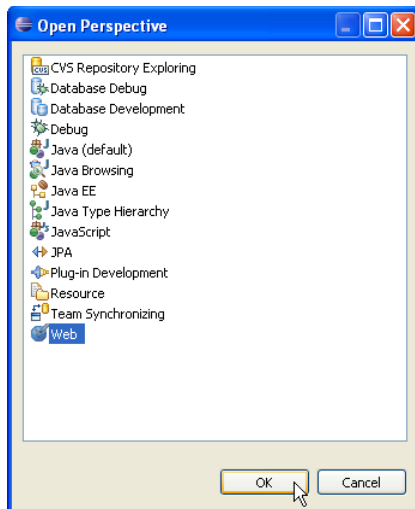 Open Perspective
CVS CVS Repository Exploring
Database Debug
Database Development
Debug
Java (default)
Java Browsing
Java EE
Java Type Hierarchy
JavaScript
JPA
Plug-in Development
Resource
Team Synchronizing
Web
OK Cancel